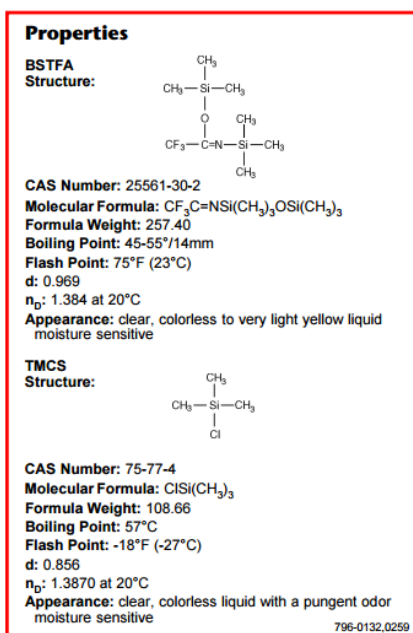 Properties
BSTFA
Structure:
CH₃
CH₃—Si—CH₃
O CH₃
CF₃—C=N—Si—CH₃
CH₃
CAS Number: 25561-30-2
Molecular Formula: CF₃C=NSi(CH₃)₃OSi(CH₃)₃
Formula Weight: 257.40
Boiling Point: 45-55°/14mm
Flash Point: 75°F (23°C)
d: 0.969
n_D: 1.384 at 20°C
Appearance: clear, colorless to very light yellow liquid
moisture sensitive
TMCS
Structure:
CH₃
CH₃—Si—CH₃
Cl
CAS Number: 75-77-4
Molecular Formula: ClSi(CH₃)₃
Formula Weight: 108.66
Boiling Point: 57°C
Flash Point: -18°F (-27°C)
d: 0.856
n_D: 1.3870 at 20°C
Appearance: clear, colorless liquid with a pungent odor
moisture sensitive
796-0132,0259